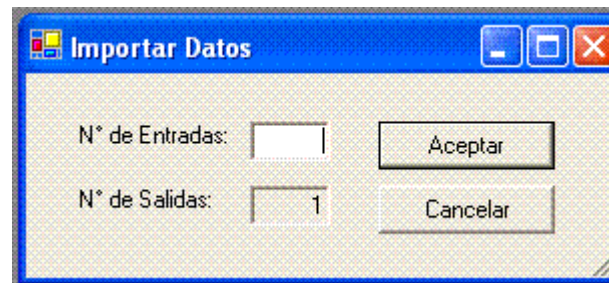 Importar Datos
N° de Entradas:
Aceptar
N° de Salidas: 1
Cancelar